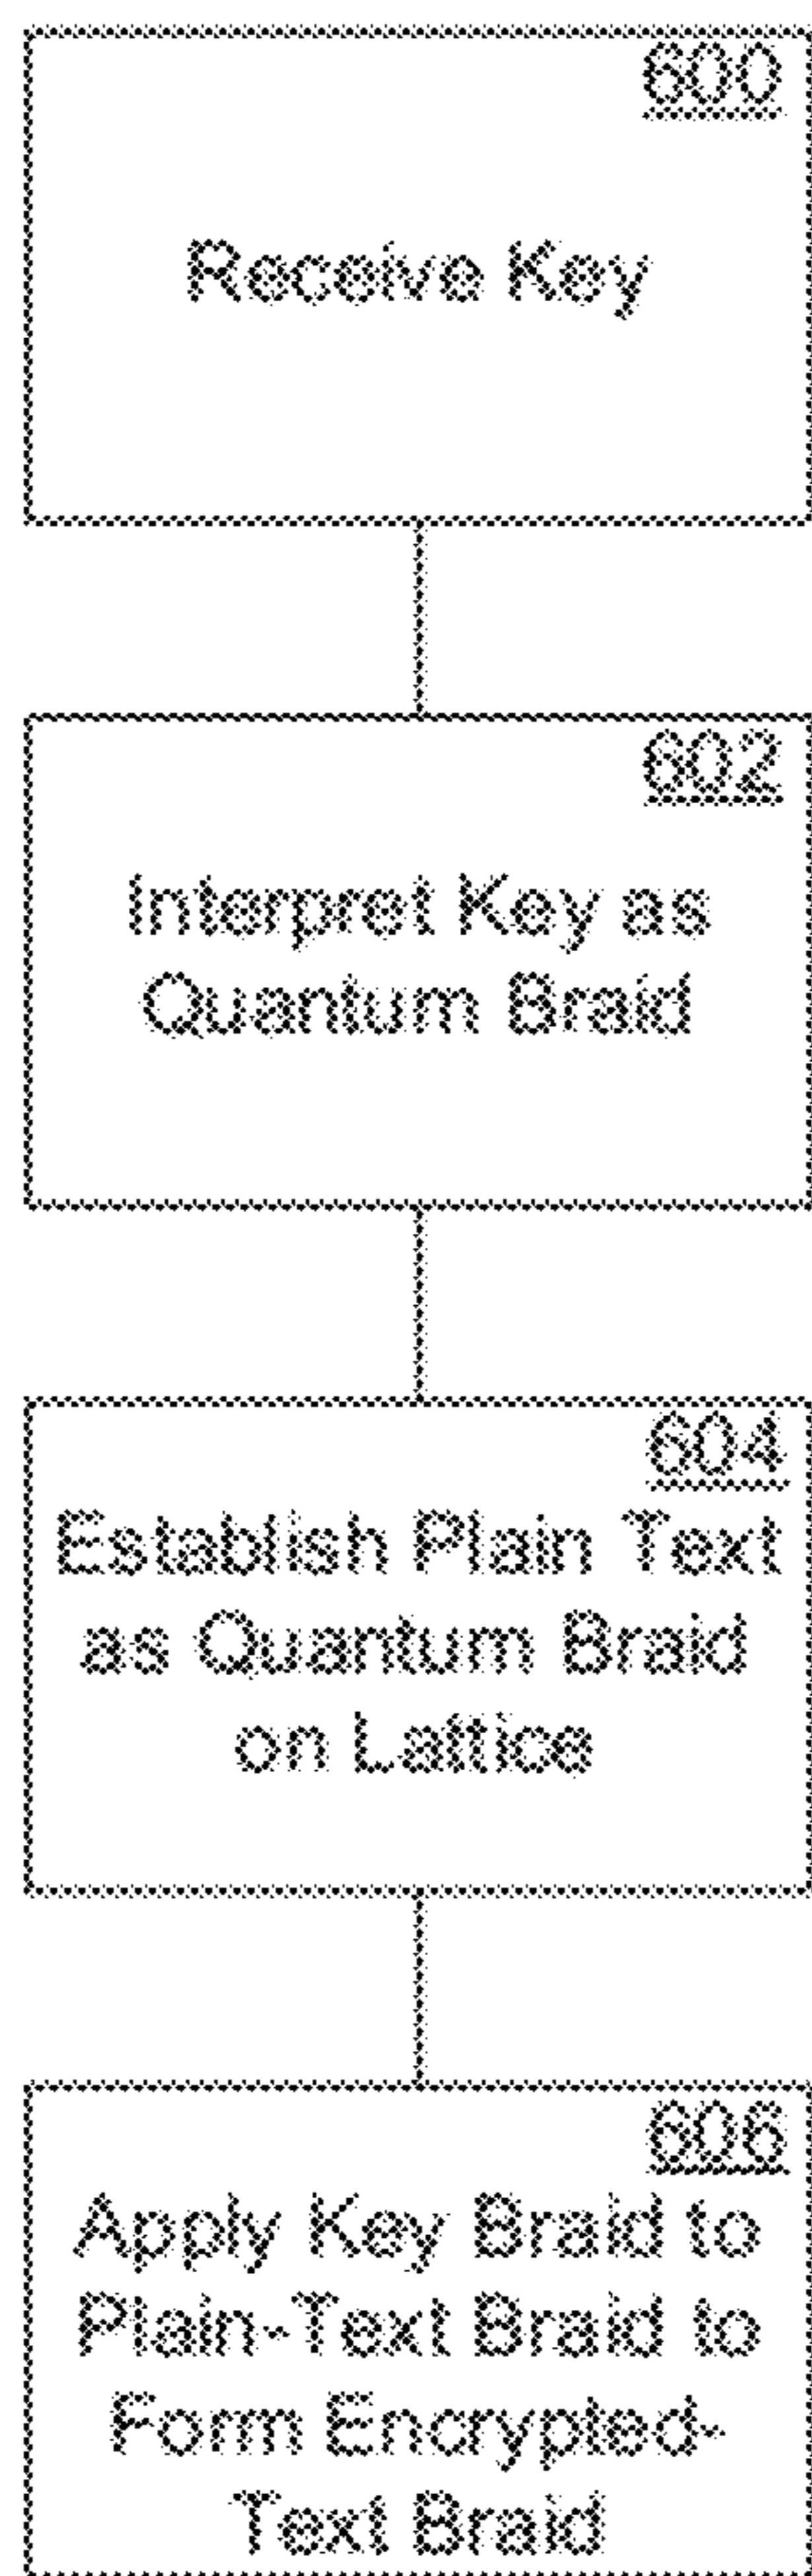 600
Receive Key
602
Interpret Key as
Quantum Braid
604
Establish Plain Text
as Quantum Braid
on Lattice
606
Apply Key Braid to
Plain-Text Braid to
Form Encrypted-
Text Braid